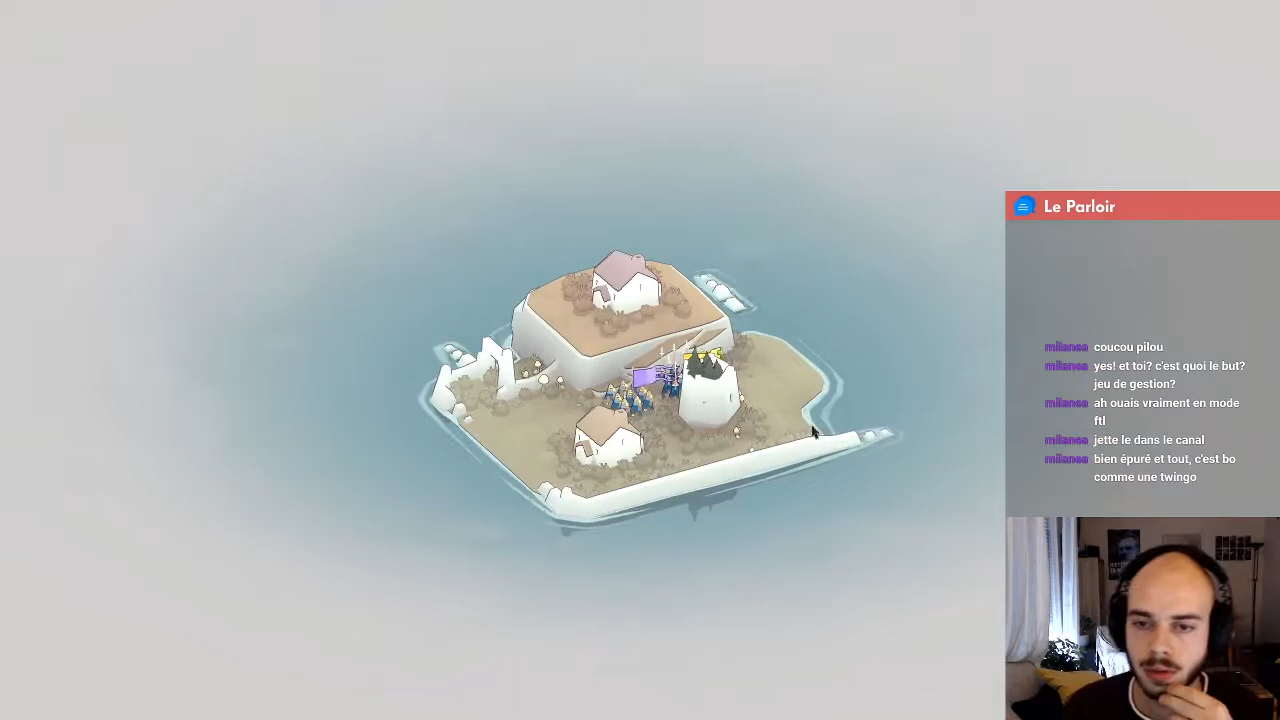 Le Parloir
milanea coucou pilou
milanea yes! et toi? c'est quoi le but?
jeu de gestion?
milanea ah ouais vraiment en mode
ftl
milanea jette le dans le canal
milanea bien épuré et tout, c'est bo
comme une twingo